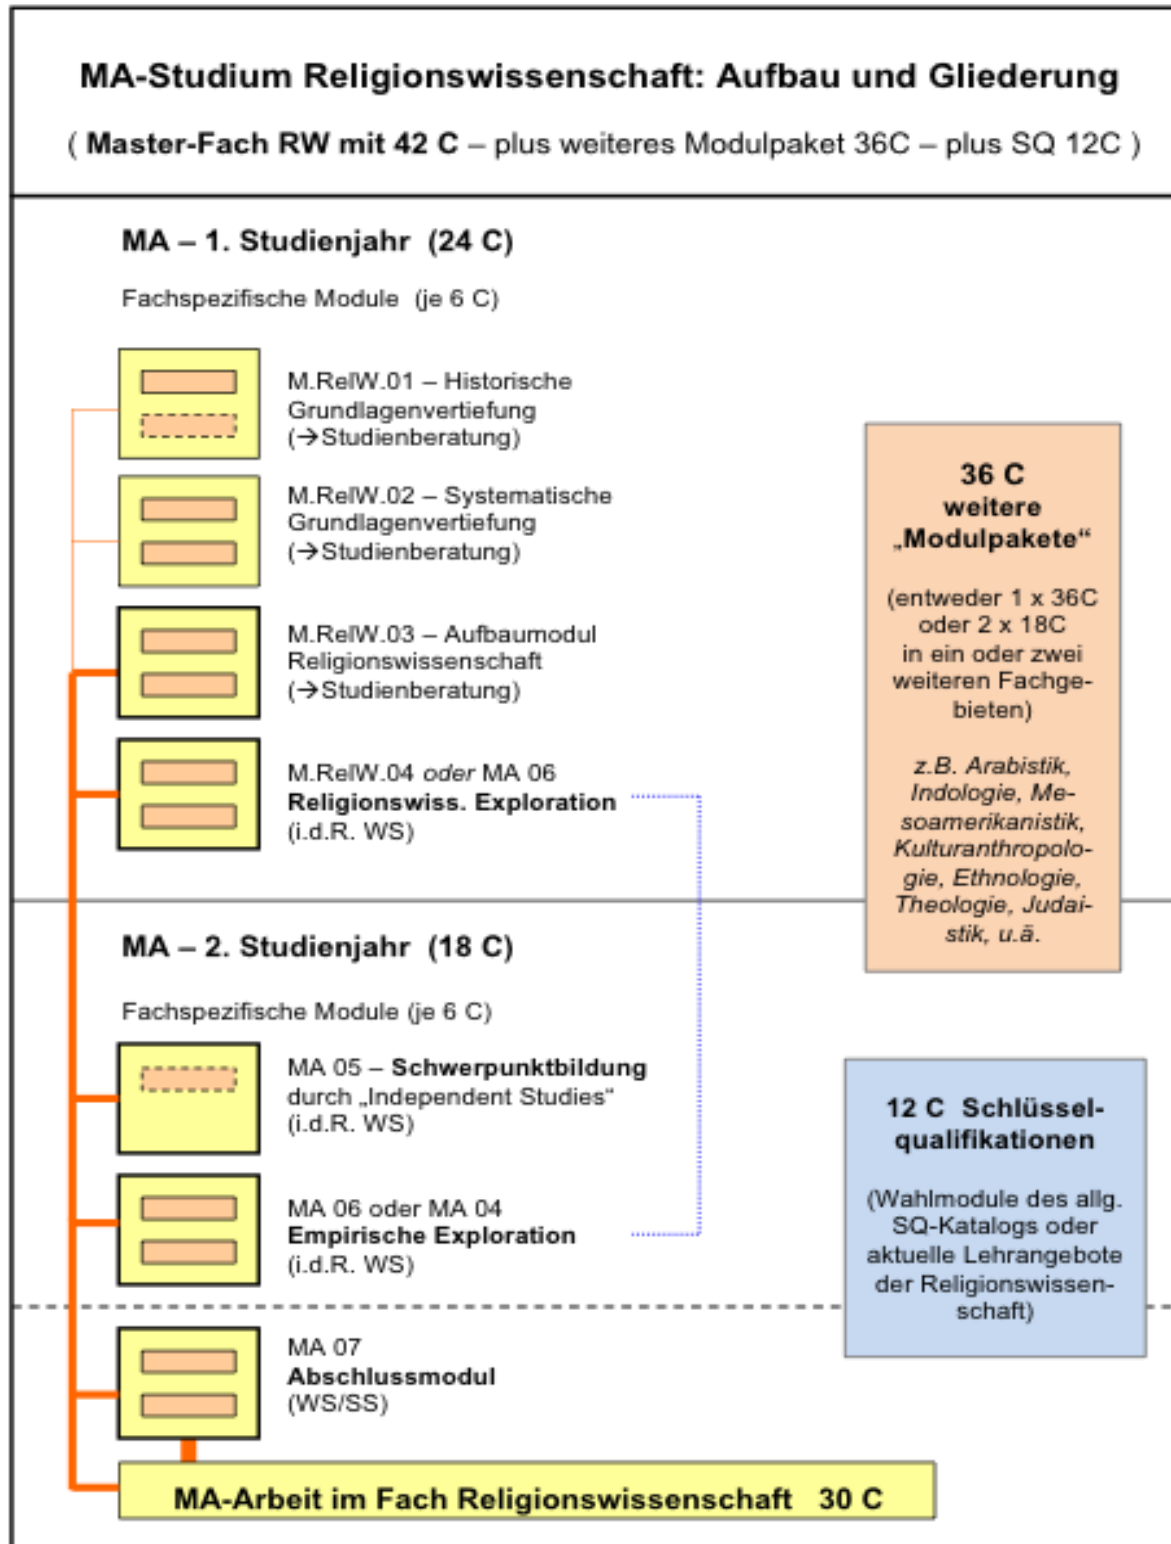 MA-Studium Religionswissenschaft: Aufbau und Gliederung
( Master-Fach RW mit 42 C – plus weiteres Modulpaket 36C – plus SQ 12C )
MA – 1. Studienjahr (24 C)
Fachspezifische Module (je 6 C)
M.RelW.01 – Historische
Grundlagenvertiefung
(→Studienberatung)
M.RelW.02 – Systematische
Grundlagenvertiefung
(→Studienberatung)
M.RelW.03 – Aufbaumodul
Religionswissenschaft
(→Studienberatung)
M.RelW.04 oder MA 06
Religionswiss. Exploration
(i.d.R. WS)
36 C
weitere
„Modulpakete“
(entweder 1 x 36C
oder 2 x 18C
in ein oder zwei
weiteren Fachge-
bieten)
z.B. Arabistik,
Indologie, Me-
soamerikanistik,
Kulturanthropolo-
gie, Ethnologie,
Theologie, Judai-
stik, u.ä.
MA – 2. Studienjahr (18 C)
Fachspezifische Module (je 6 C)
MA 05 – Schwerpunktbildung
durch „Independent Studies“
(i.d.R. WS)
MA 06 oder MA 04
Empirische Exploration
(i.d.R. WS)
12 C Schlüssel-
qualifikationen
(Wahlmodule des allg.
SQ-Katalogs oder
aktuelle Lehrangebote
der Religionswissen-
schaft)
MA 07
Abschlussmodul
(WS/SS)
MA-Arbeit im Fach Religionswissenschaft 30 C